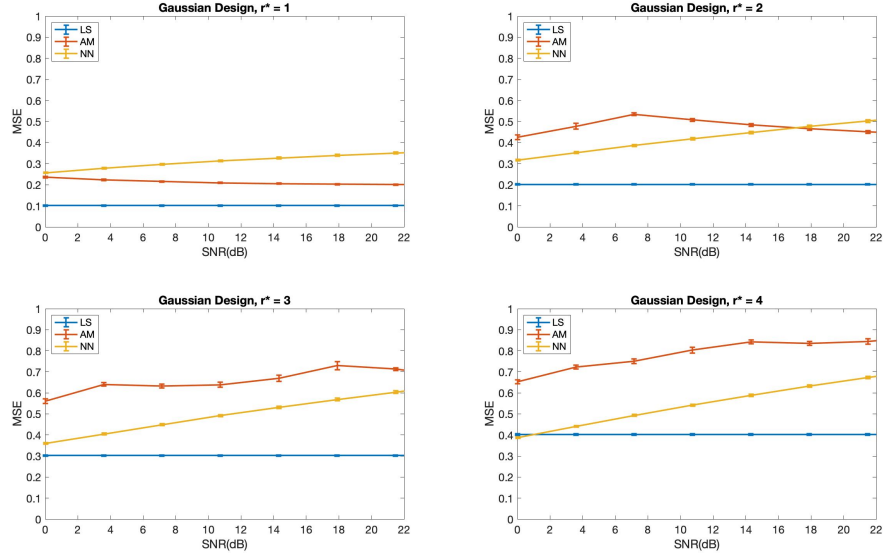 Gaussian Design, r* = 1
1
0.9
0.8
0.7
0.6
0.5
0.4
0.3
0.2
0.1
0
MSE
LS
AM
NN
0 2 4 6 8 10 12 14 16 18 20 22
SNR(dB)
Gaussian Design, r* = 2
1
0.9
0.8
0.7
0.6
0.5
0.4
0.3
0.2
0.1
0
MSE
LS
AM
NN
0 2 4 6 8 10 12 14 16 18 20 22
SNR(dB)
Gaussian Design, r* = 3
1
0.9
0.8
0.7
0.6
0.5
0.4
0.3
0.2
0.1
0
MSE
LS
AM
NN
0 2 4 6 8 10 12 14 16 18 20 22
SNR(dB)
Gaussian Design, r* = 4
1
0.9
0.8
0.7
0.6
0.5
0.4
0.3
0.2
0.1
0
MSE
LS
AM
NN
0 2 4 6 8 10 12 14 16 18 20 22
SNR(dB)